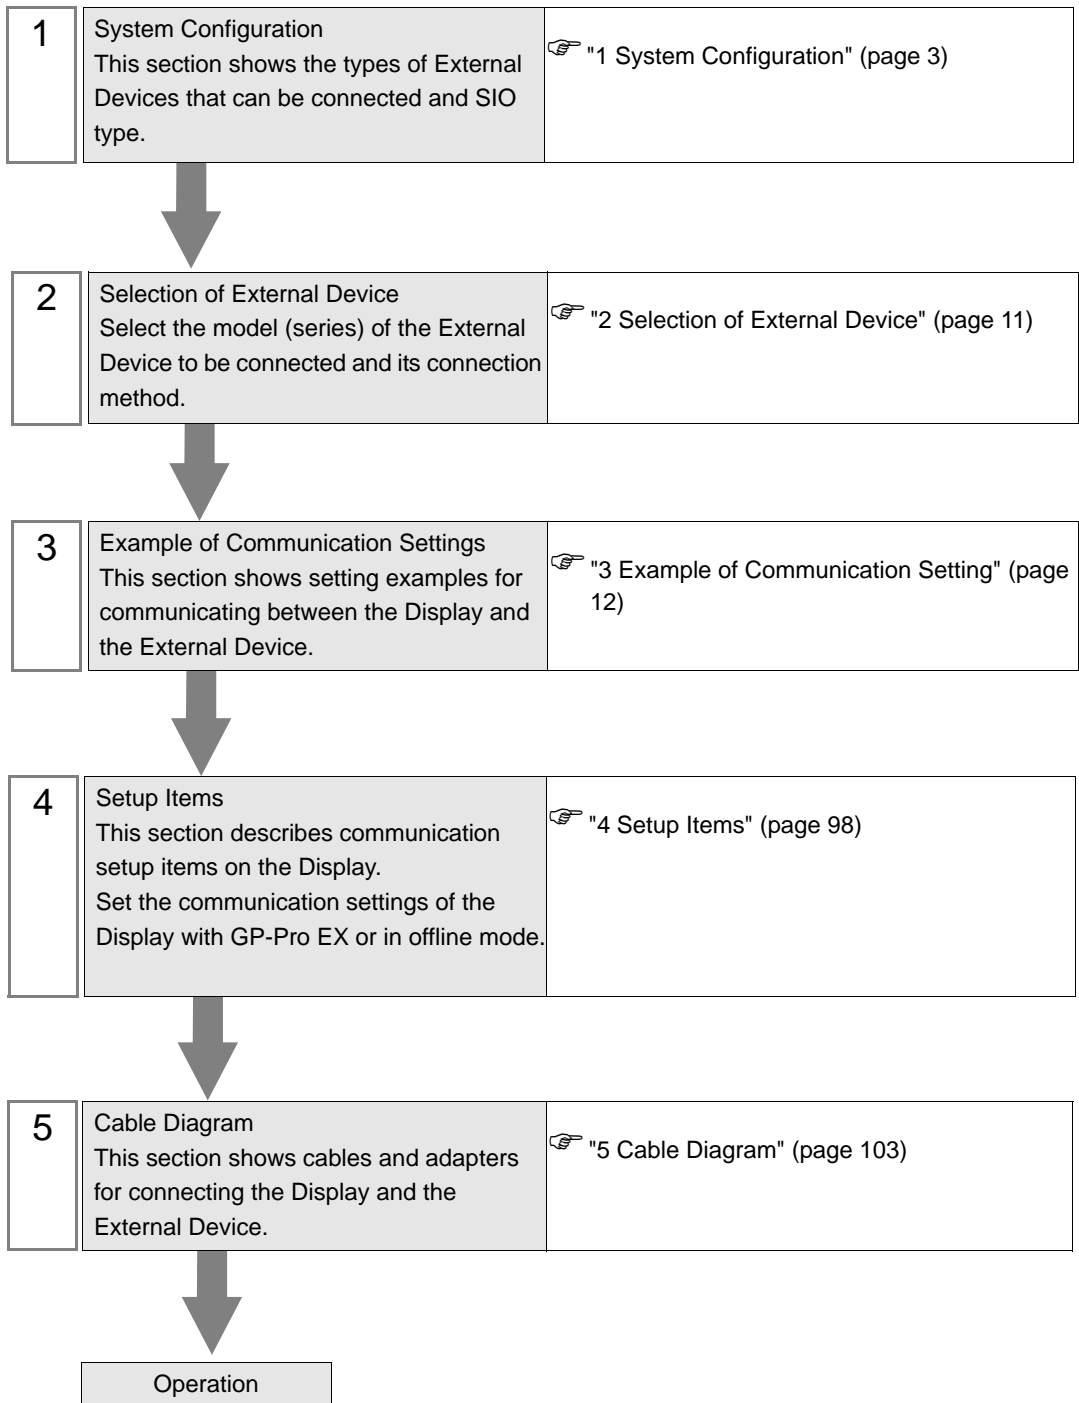 1
System Configuration
This section shows the types of External
Devices that can be connected and SIO
type.
"1 System Configuration" (page 3)
2
Selection of External Device
Select the model (series) of the External
Device to be connected and its connection
method.
"2 Selection of External Device" (page 11)
3
Example of Communication Settings
This section shows setting examples for
communicating between the Display and
the External Device.
"3 Example of Communication Setting" (page
12)
4
Setup Items
This section describes communication
setup items on the Display.
Set the communication settings of the
Display with GP-Pro EX or in offline mode.
"4 Setup Items" (page 98)
5
Cable Diagram
This section shows cables and adapters
for connecting the Display and the
External Device.
"5 Cable Diagram" (page 103)
Operation